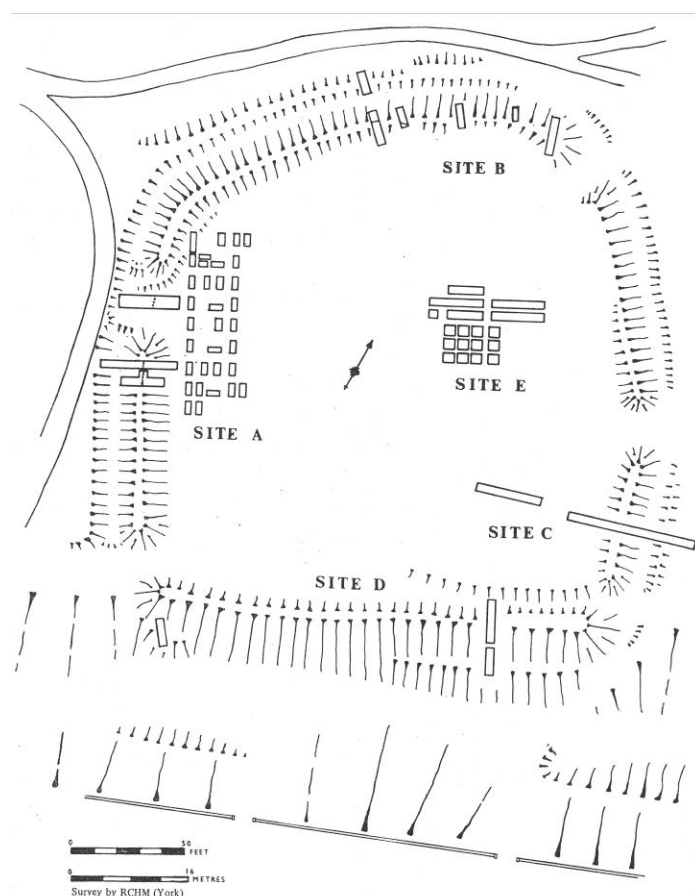 SITE B
SITE E
SITE A
SITE C
SITE D
0 50
FEET
0 16
METRES
Survey by RCHM (York)